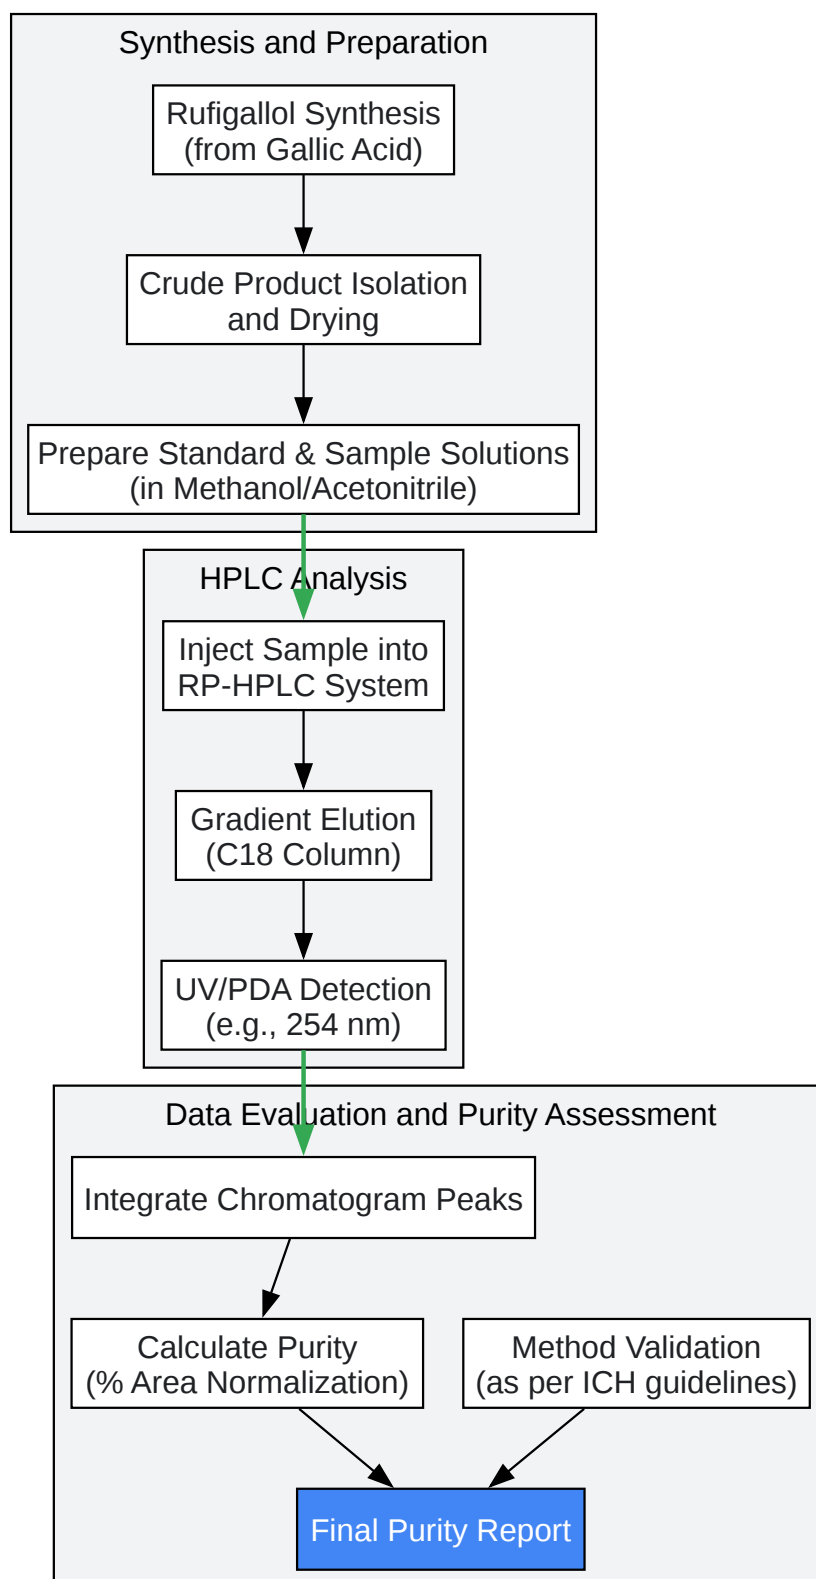 Synthesis and Preparation
Rufigallol Synthesis
(from Gallic Acid)
Crude Product Isolation
and Drying
Prepare Standard & Sample Solutions
(in Methanol/Acetonitrile)
HPLC Analysis
Inject Sample into
RP-HPLC System
Gradient Elution
(C18 Column)
UV/PDA Detection
(e.g., 254 nm)
Data Evaluation and Purity Assessment
Integrate Chromatogram Peaks
Calculate Purity
(% Area Normalization)
Method Validation
(as per ICH guidelines)
Final Purity Report